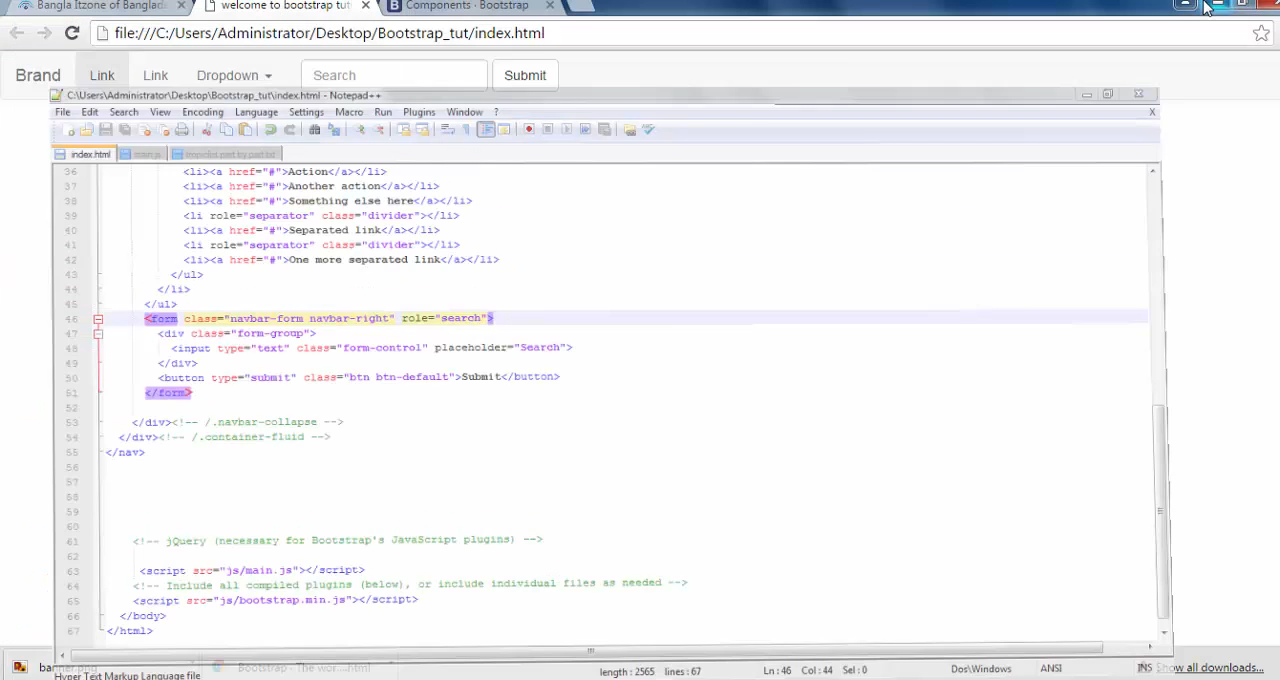 Bangla Itzone of Banglad
welcome to bootstrap tut
Components · Bootstrap
file:///C:/Users/Administrator/Desktop/Bootstrap_tut/index.html
Brand Link Link Dropdown Search Submit
C:\Users\Administrator\Desktop\Bootstrap_tut\index.html - Notepad++
File Edit Search View Encoding Language Settings Macro Run Plugins Window ? X
index.html main.js
36 <li><a href="#">Action</a></li>
37 <li><a href="#">Another action</a></li>
38 <li><a href="#">Something else here</a></li>
39 <li role="separator" class="divider"></li>
40 <li><a href="#">Separated link</a></li>
41 <li role="separator" class="divider"></li>
42 <li><a href="#">One more separated link</a></li>
43 </ul>
44 </li>
45 </ul>
46 <form class="navbar-form navbar-right" role="search">
47 <div class="form-group">
48 <input type="text" class="form-control" placeholder="Search">
49 </div>
50 <button type="submit" class="btn btn-default">Submit</button>
51 </form>
52
53 </div><!-- /.navbar-collapse -->
54 </div><!-- /.container-fluid -->
55 </nav>
56
57
58
59
60
61 <!-- jQuery (necessary for Bootstrap's JavaScript plugins) -->
62
63 <script src="js/main.js"></script>
64 <!-- Include all compiled plugins (below), or include individual files as needed -->
65 <script src="js/bootstrap.min.js"></script>
66 </body>
67 </html>
banner.png Bootstrap - The wor....html Show all downloads...
Hyper Text Markup Language file length : 2565 lines : 67 Ln : 46 Col : 44 Sel : 0 Dos\Windows ANSI INS